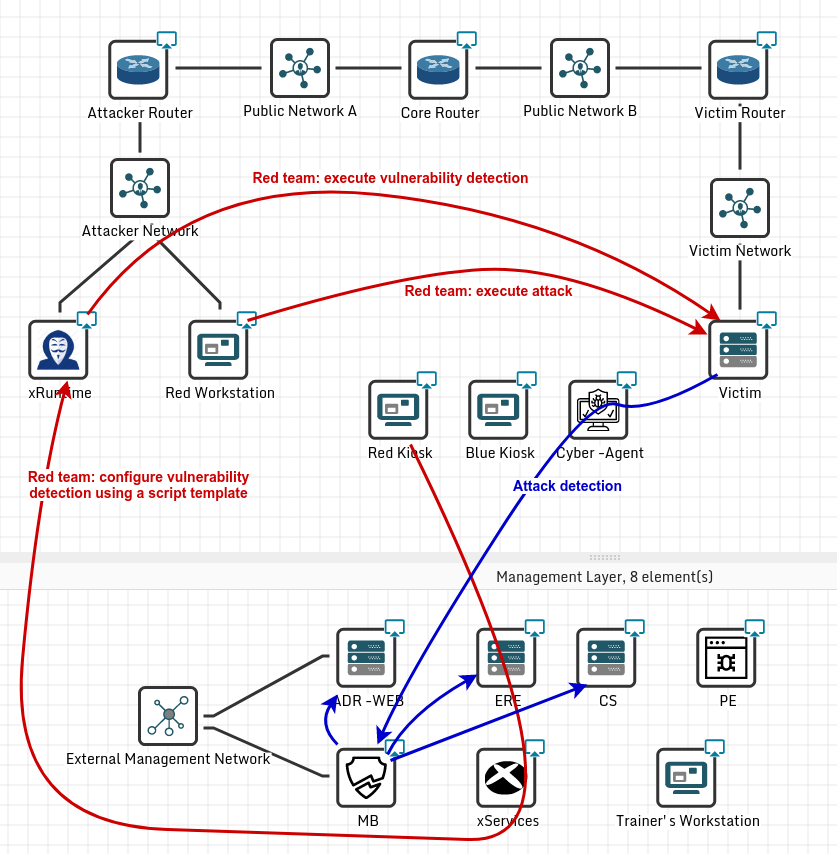 Attacker Router
Public Network A
Core Router
Public Network B
Victim Router
Red team: execute vulnerability detection
Attacker Network
Victim Network
Red team: execute attack
xRuntime
Red Workstation
Victim
Red Kiosk
Blue Kiosk
Cyber -Agent
Red team: configure vulnerability
detection using a script template
Attack detection
Management Layer, 8 element(s)
ADR -WEB
ERE
CS
PE
External Management Network
MB
xServices
Trainer' s Workstation